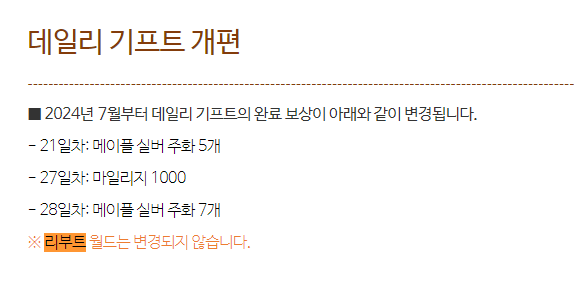 데일리 기프트 개편
■ 2024년 7월부터 데일리 기프트의 완료 보상이 아래와 같이 변경됩니다.
- 21일차: 메이플 실버 주화 5개
- 27일차: 마일리지 1000
- 28일차: 메이플 실버 주화 7개
※ 리부트 월드는 변경되지 않습니다.